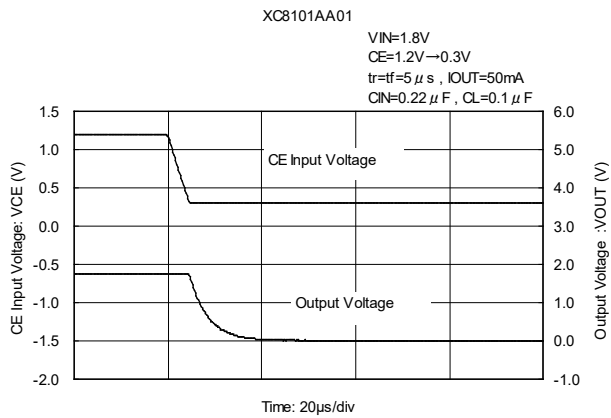 XC8101AA01
VIN=1.8V
CE=1.2V→0.3V
tr=tf=5μs , IOUT=50mA
CIN=0.22μF , CL=0.1μF
CE Input Voltage: VCE (V)
1.5
1.0
0.5
0.0
-0.5
-1.0
-1.5
-2.0
CE Input Voltage
Output Voltage
6.0
5.0
4.0
3.0
2.0
1.0
0.0
-1.0
Output Voltage :VOUT (V)
Time: 20μs/div